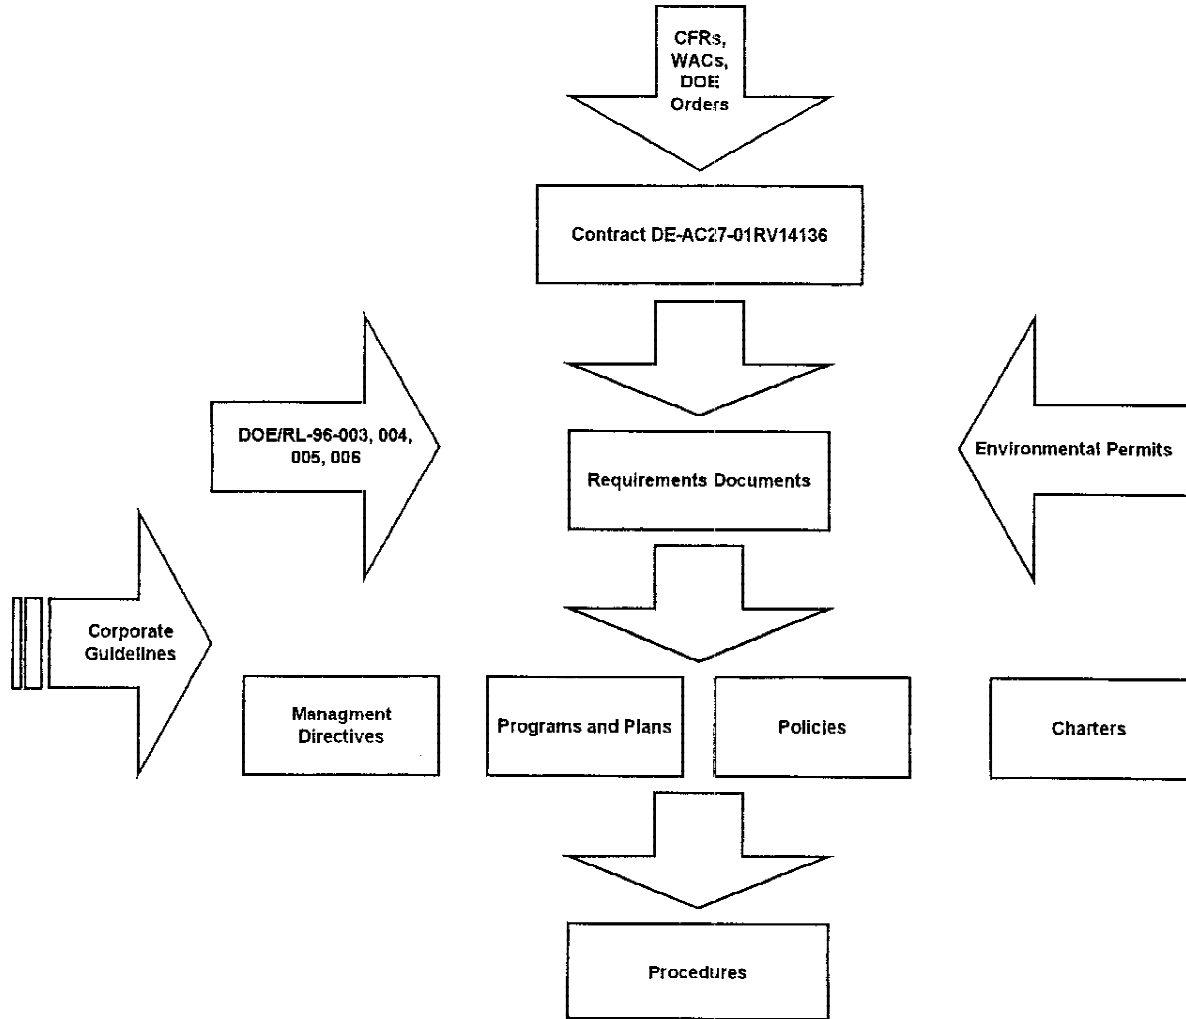 CFRs,
WACs,
DOE
Orders
Contract DE-AC27-01RV14136
DOE/RL-96-003, 004,
005, 006
Requirements Documents
Environmental Permits
Corporate
Guidelines
Managment
Directives
Programs and Plans
Policies
Charters
Procedures